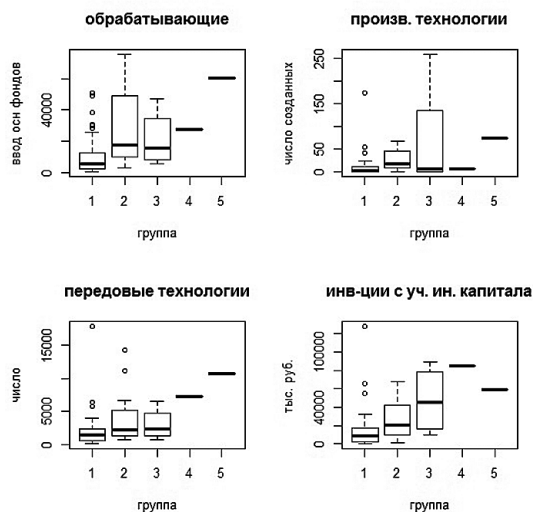 обрабатывающие
ввод осн фондов
40000
0
1 2 3 4 5
группа
произв. технологии
число созданных
250
150
50
0
1 2 3 4 5
группа
передовые технологии
число
15000
5000
0
1 2 3 4 5
группа
инв-ции с уч. ин. капитала
тыс. руб.
100000
40000
0
1 2 3 4 5
группа